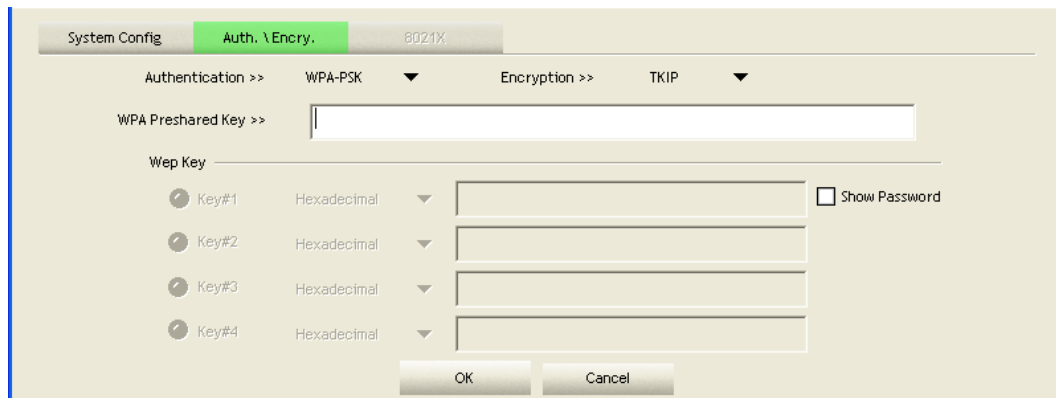 System Config Auth. \ Encry. 8021X
Authentication >> WPA-PSK Encryption >> TKIP
WPA Preshared Key >>
Wep Key
Key#1 Hexadecimal Show Password
Key#2 Hexadecimal
Key#3 Hexadecimal
Key#4 Hexadecimal
OK Cancel